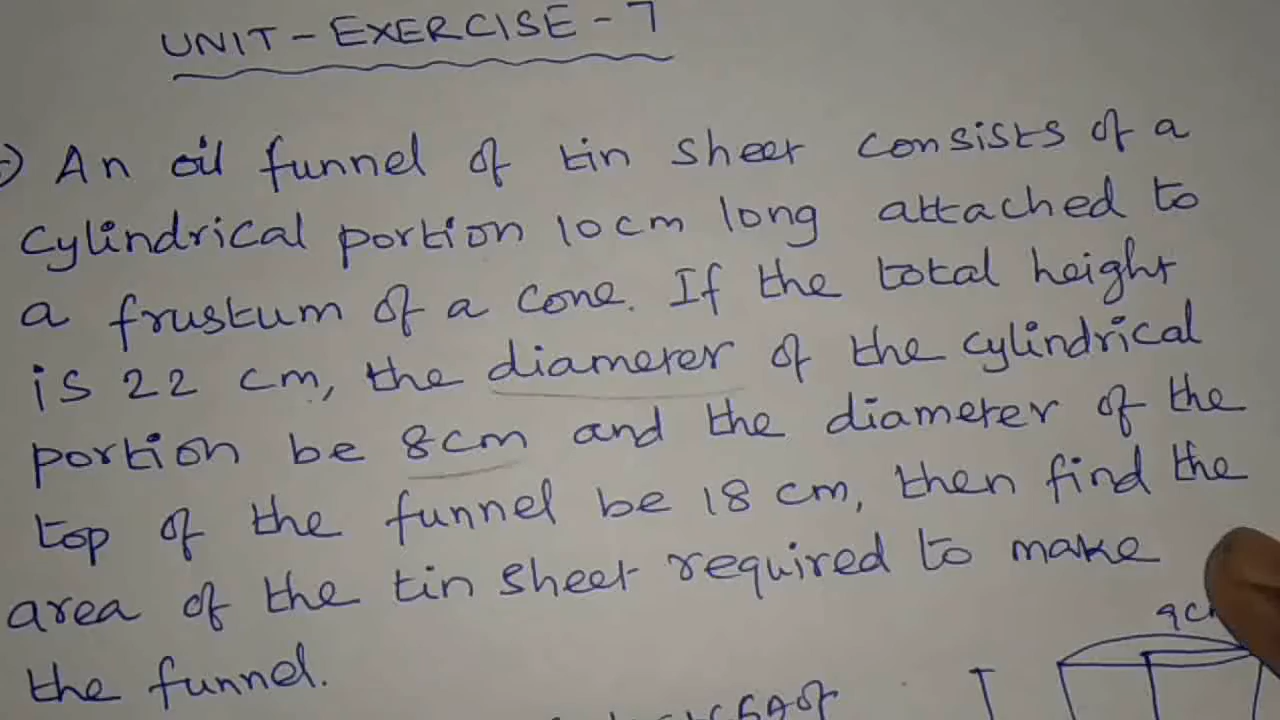 UNIT - EXERCISE - 7
) An oil funnel of tin sheet consists of a
cylindrical portion 10cm long attached to
a frustum of a cone. If the total height
is 22 cm, the diameter of the cylindrical
portion be 8cm and the diameter of the
top of the funnel be 18 cm, then find the
area of the tin sheet required to make
the funnel.